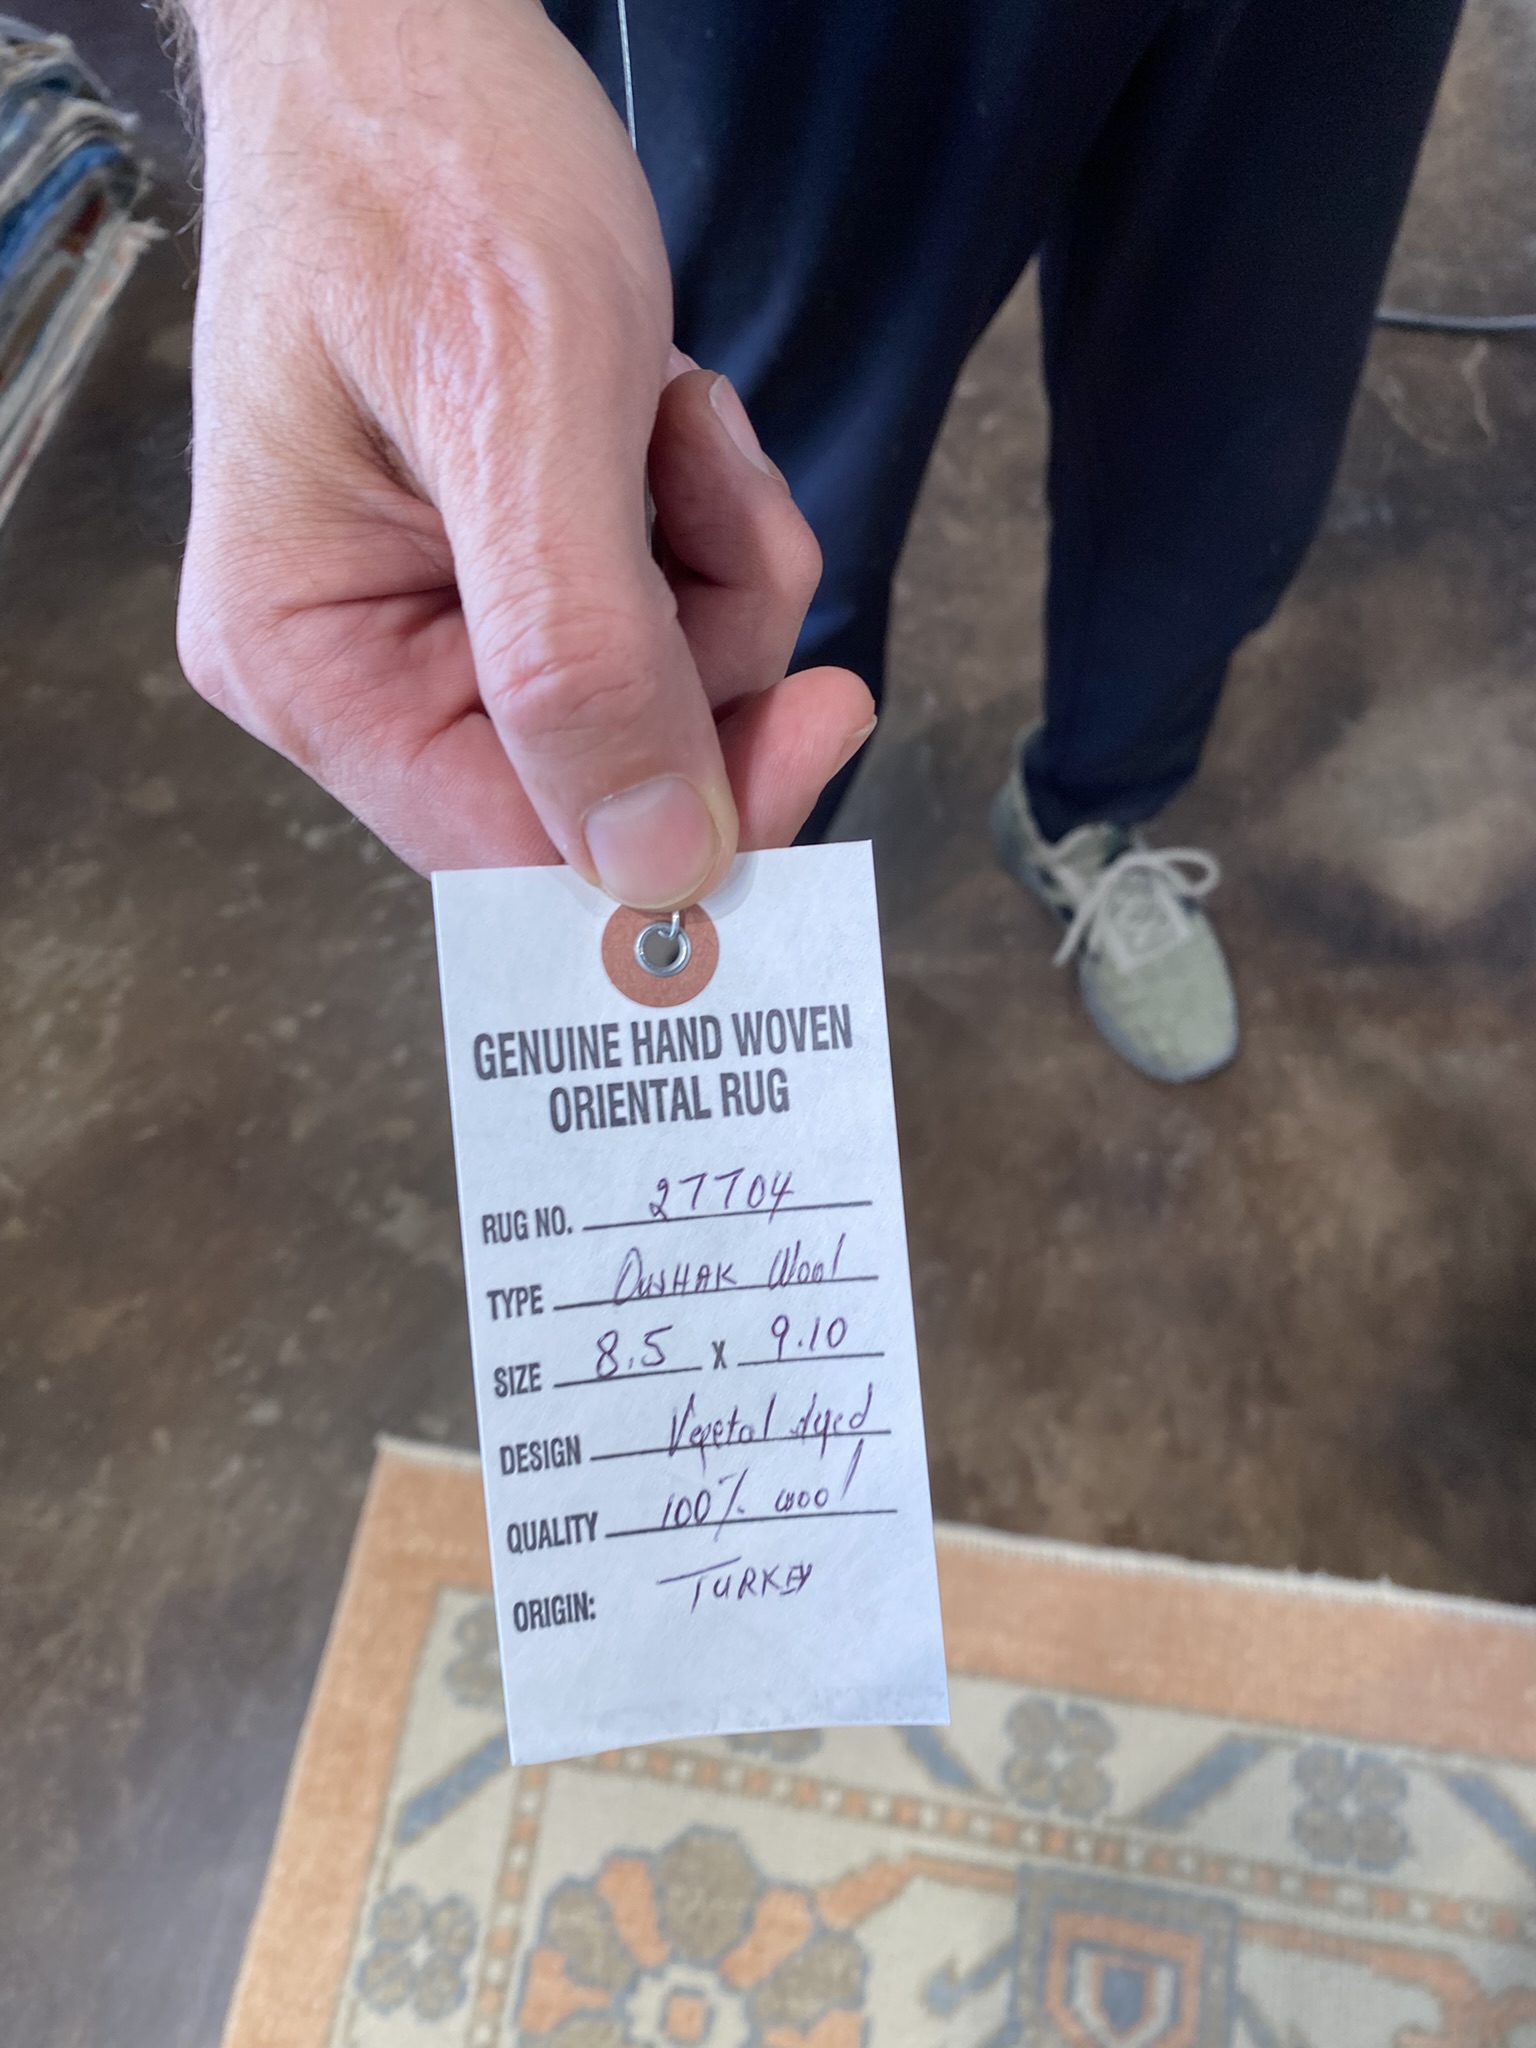 GENUINE HAND WOVEN
ORIENTAL RUG
RUG NO. 27704
TYPE OUSHAK Wool
SIZE 8.5 X 9.10
DESIGN Vegetal dyed
QUALITY 100% wool
ORIGIN: TURKEY